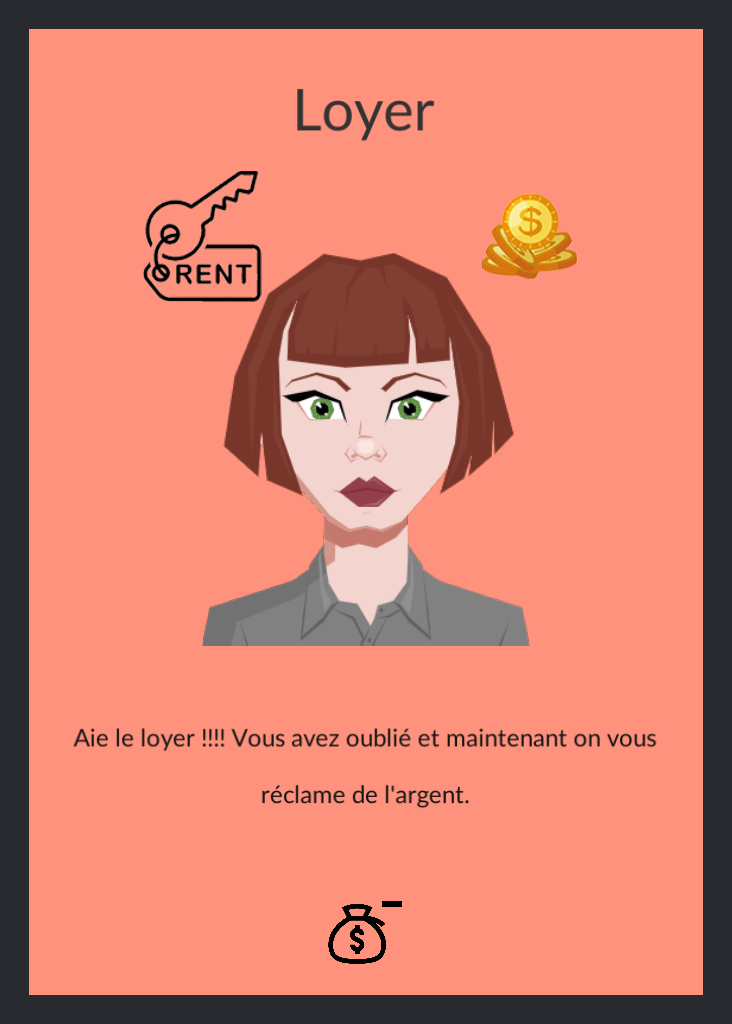 Loyer
RENT
$
Aie le loyer !!!! Vous avez oublié et maintenant on vous
réclame de l'argent.
$